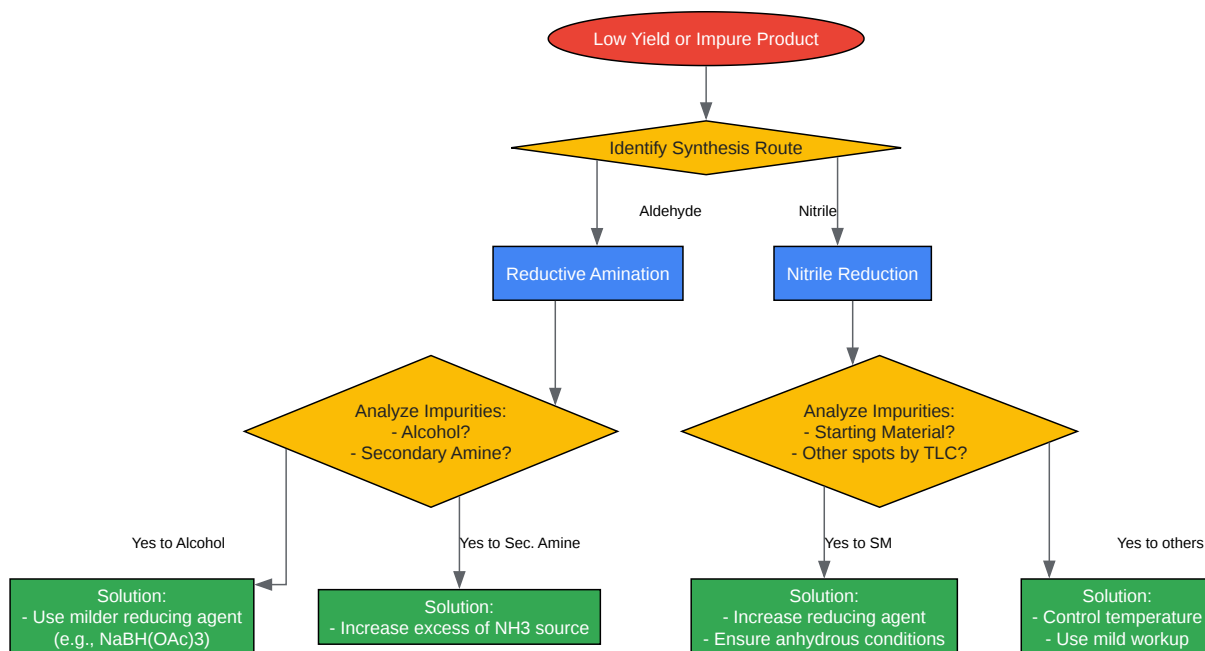 Low Yield or Impure Product
Identify Synthesis Route
Aldehyde
Nitrile
Reductive Amination
Nitrile Reduction
Analyze Impurities:
- Alcohol?
- Secondary Amine?
Analyze Impurities:
- Starting Material?
- Other spots by TLC?
Yes to Alcohol
Yes to Sec. Amine
Yes to SM
Yes to others
Solution:
- Use milder reducing agent
(e.g., NaBH(OAc)3)
Solution:
- Increase excess of NH3 source
Solution:
- Increase reducing agent
- Ensure anhydrous conditions
Solution:
- Control temperature
- Use mild workup